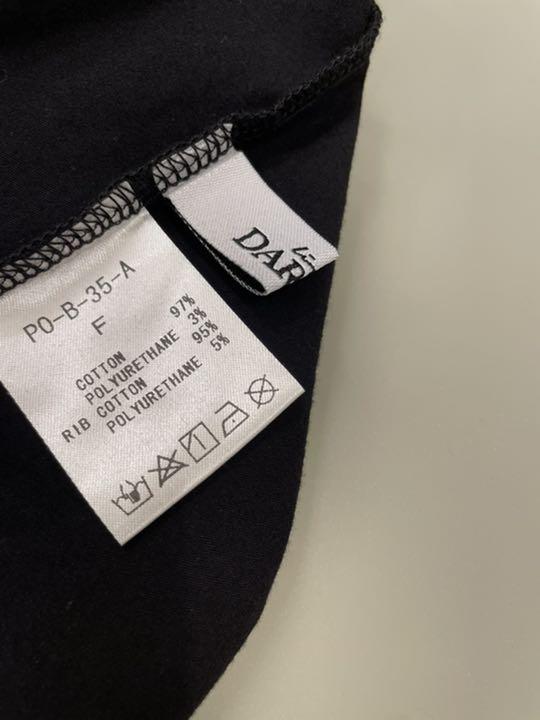 PO-B-35-A
F
COTTON 97%
POLYURETHANE 3%
RIB COTTON 95%
POLYURETHANE 5%
DAR